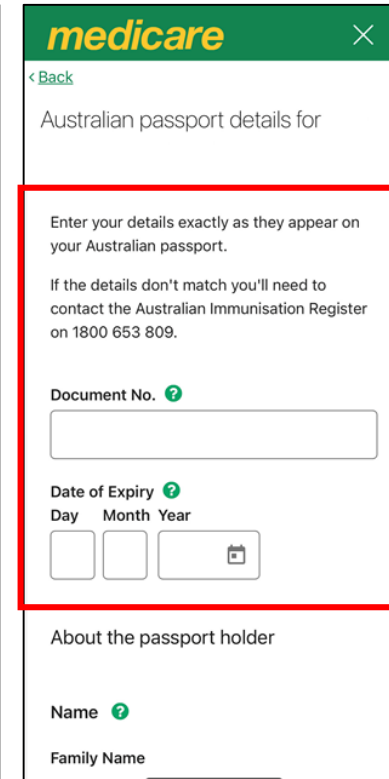 medicare
< Back
Australian passport details for
Enter your details exactly as they appear on
your Australian passport.
If the details don't match you'll need to
contact the Australian Immunisation Register
on 1800 653 809.
Document No. ?
Date of Expiry ?
Day Month Year
About the passport holder
Name ?
Family Name